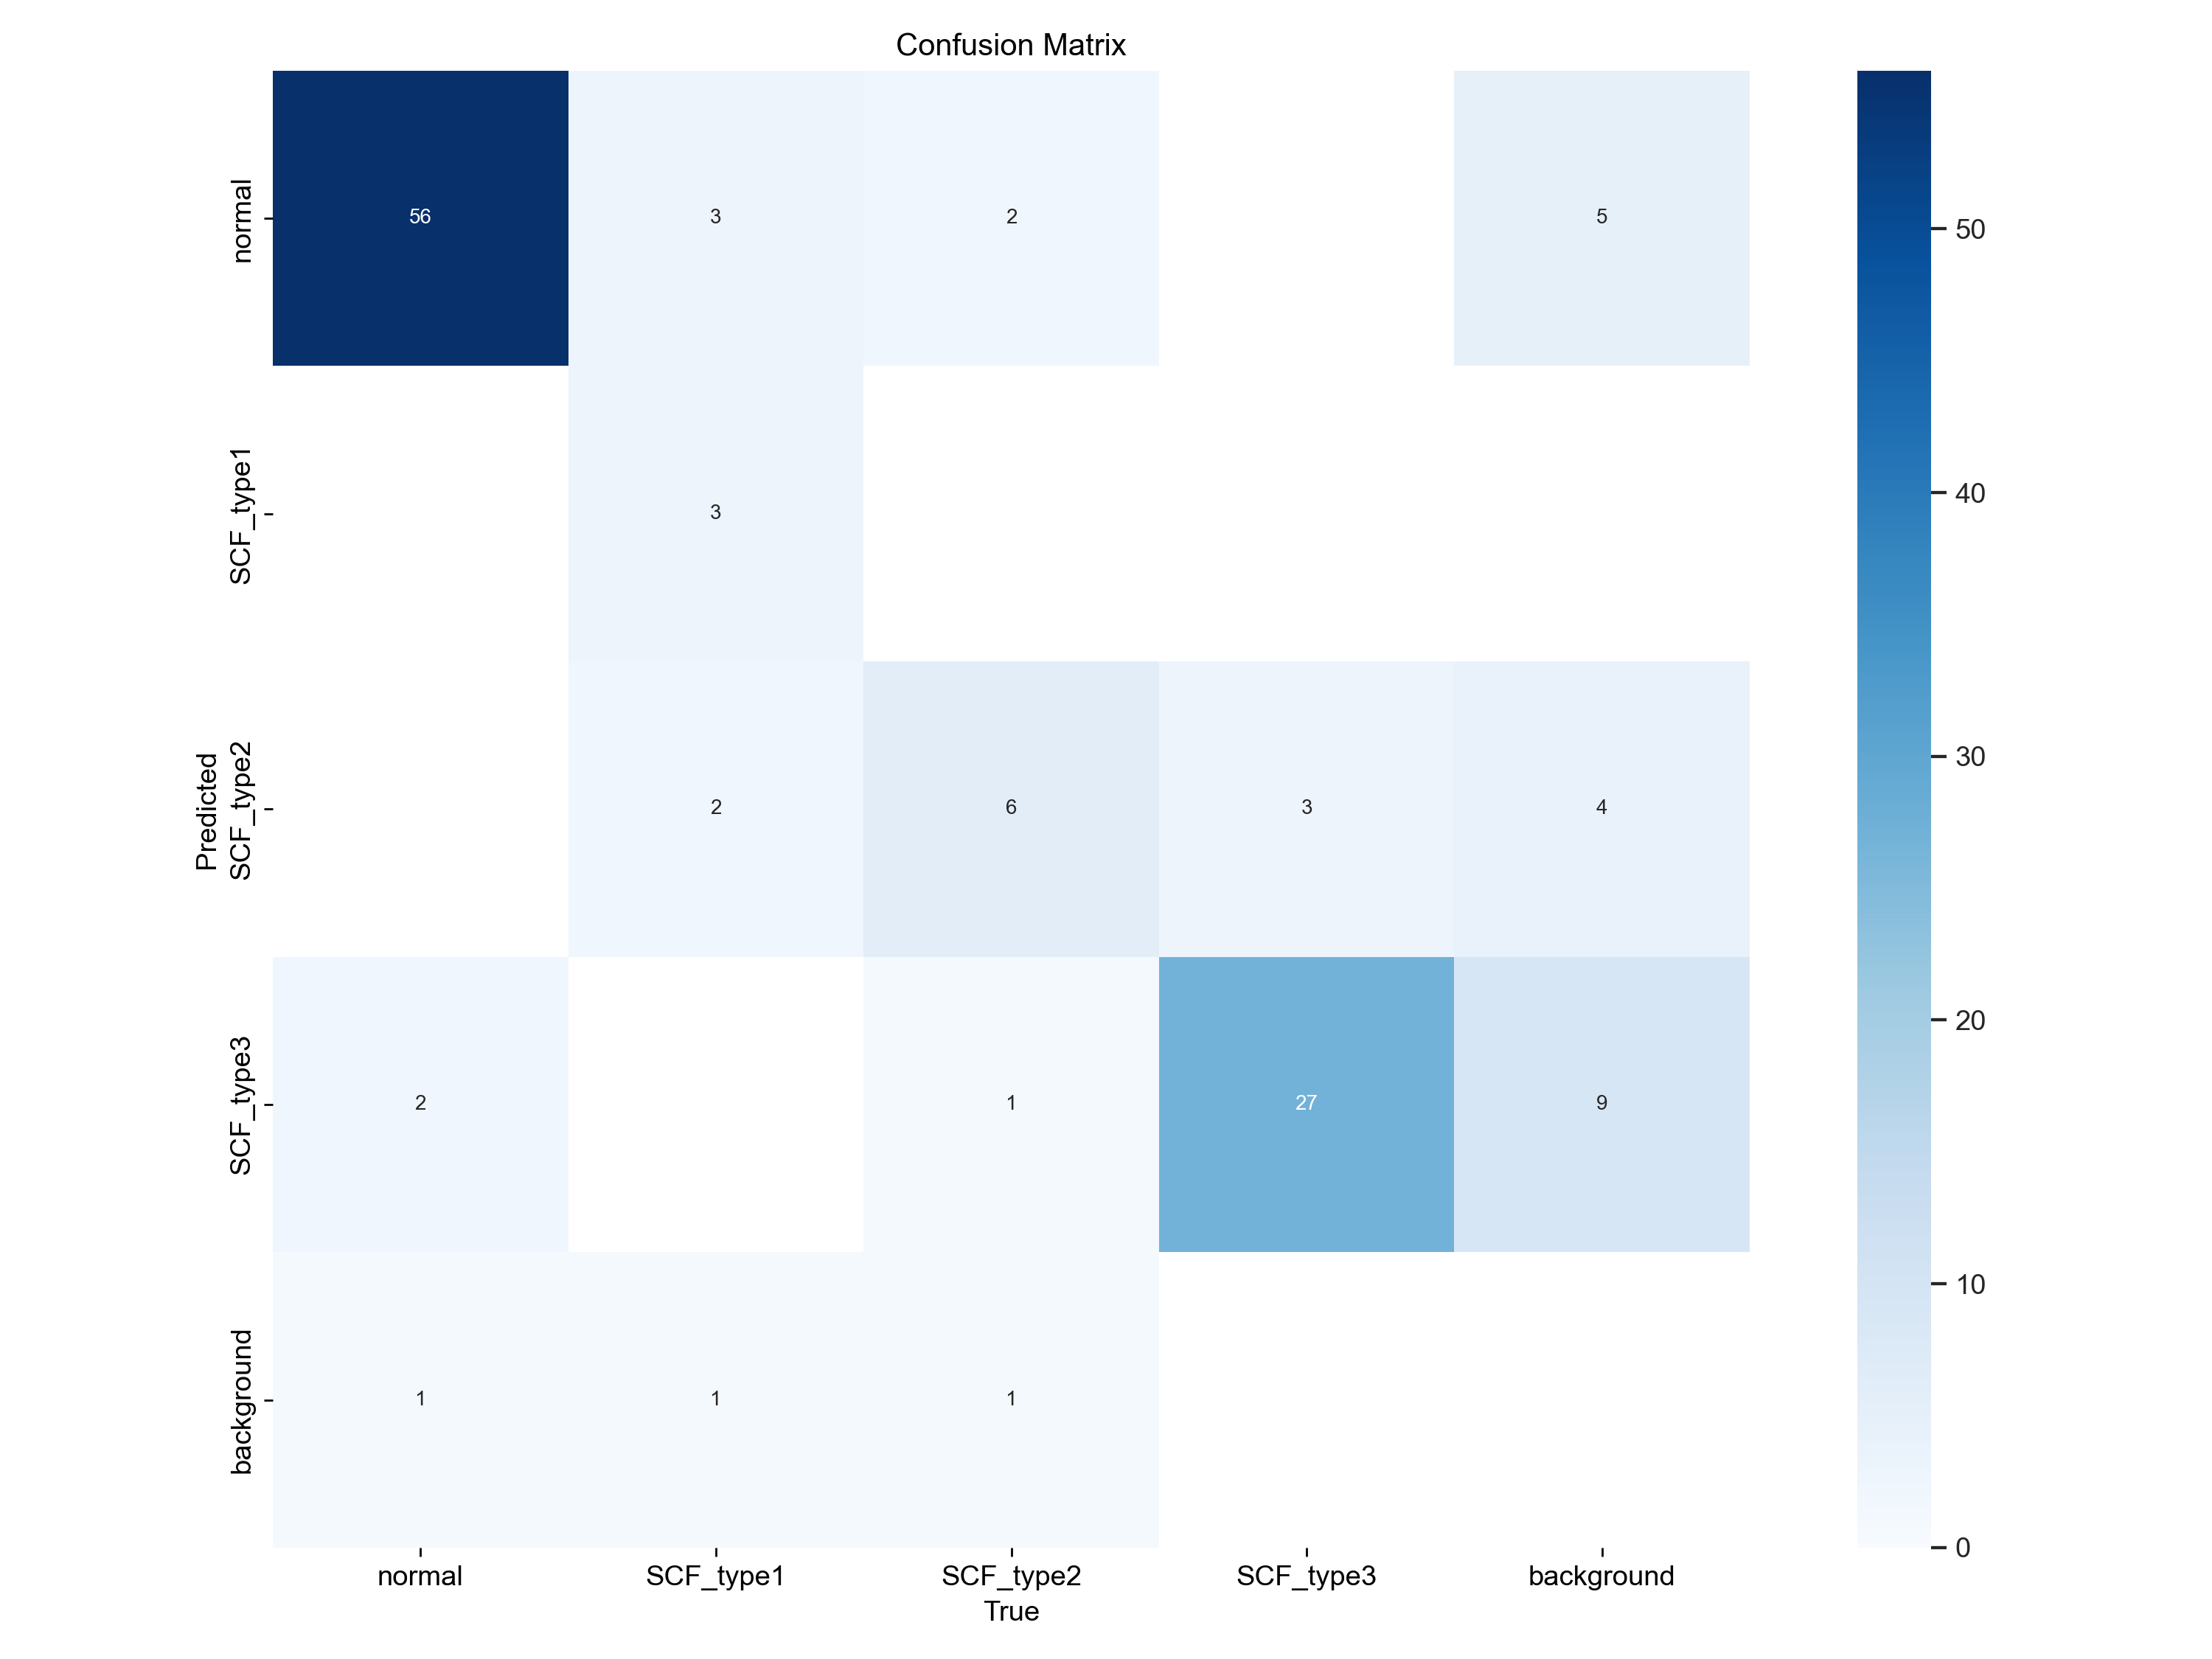 Confusion Matrix
normal
56
3
2
5
SCF_type1
3
Predicted
SCF_type2
2
6
3
4
SCF_type3
2
1
27
9
background
1
1
1
normal
SCF_type1
SCF_type2
SCF_type3
background
True
50
40
30
20
10
0